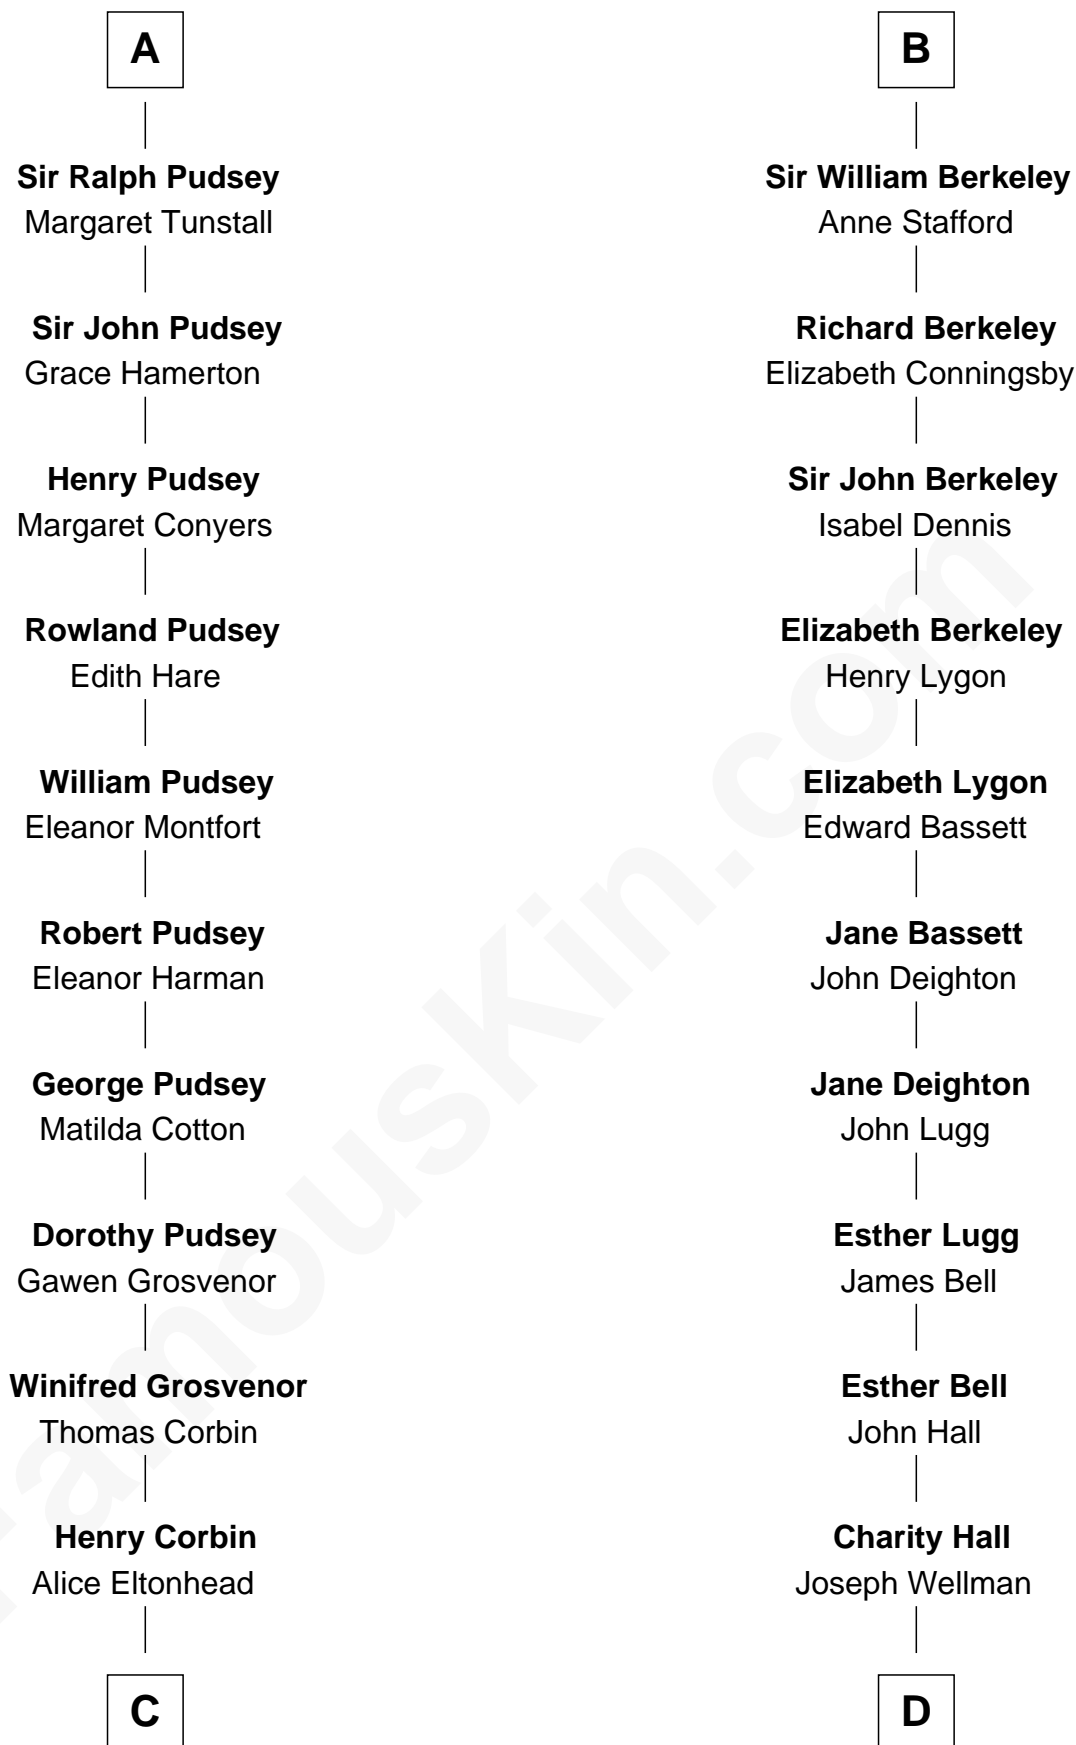 A
Sir Ralph Pudsey
Margaret Tunstall
Sir John Pudsey
Grace Hamerton
Henry Pudsey
Margaret Conyers
Rowland Pudsey
Edith Hare
William Pudsey
Eleanor Montfort
Robert Pudsey
Eleanor Harman
George Pudsey
Matilda Cotton
Dorothy Pudsey
Gawen Grosvenor
Winifred Grosvenor
Thomas Corbin
Henry Corbin
Alice Eltonhead
C
B
Sir William Berkeley
Anne Stafford
Richard Berkeley
Elizabeth Conningsby
Sir John Berkeley
Isabel Dennis
Elizabeth Berkeley
Henry Lygon
Elizabeth Lygon
Edward Bassett
Jane Bassett
John Deighton
Jane Deighton
John Lugg
Esther Lugg
James Bell
Esther Bell
John Hall
Charity Hall
Joseph Wellman
D
FamousKin.com